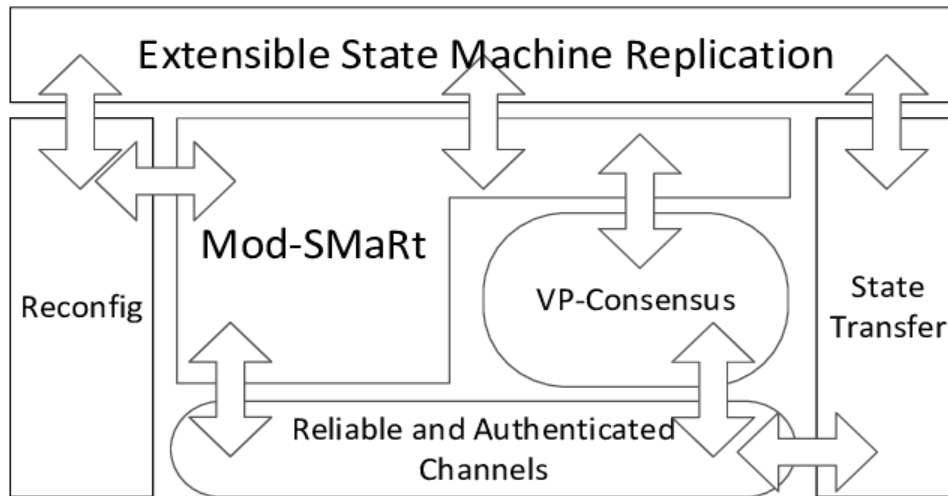 Extensible State Machine Replication
Mod-SMaRt
Reconfig
VP-Consensus
State
Transfer
Reliable and Authenticated
Channels